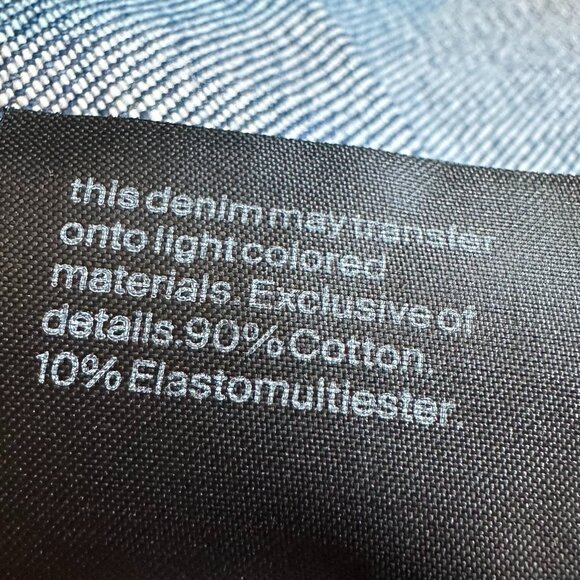 this denim may transfer
onto light colored
materials. Exclusive of
details.90% Cotton,
10% Elastomultiester.